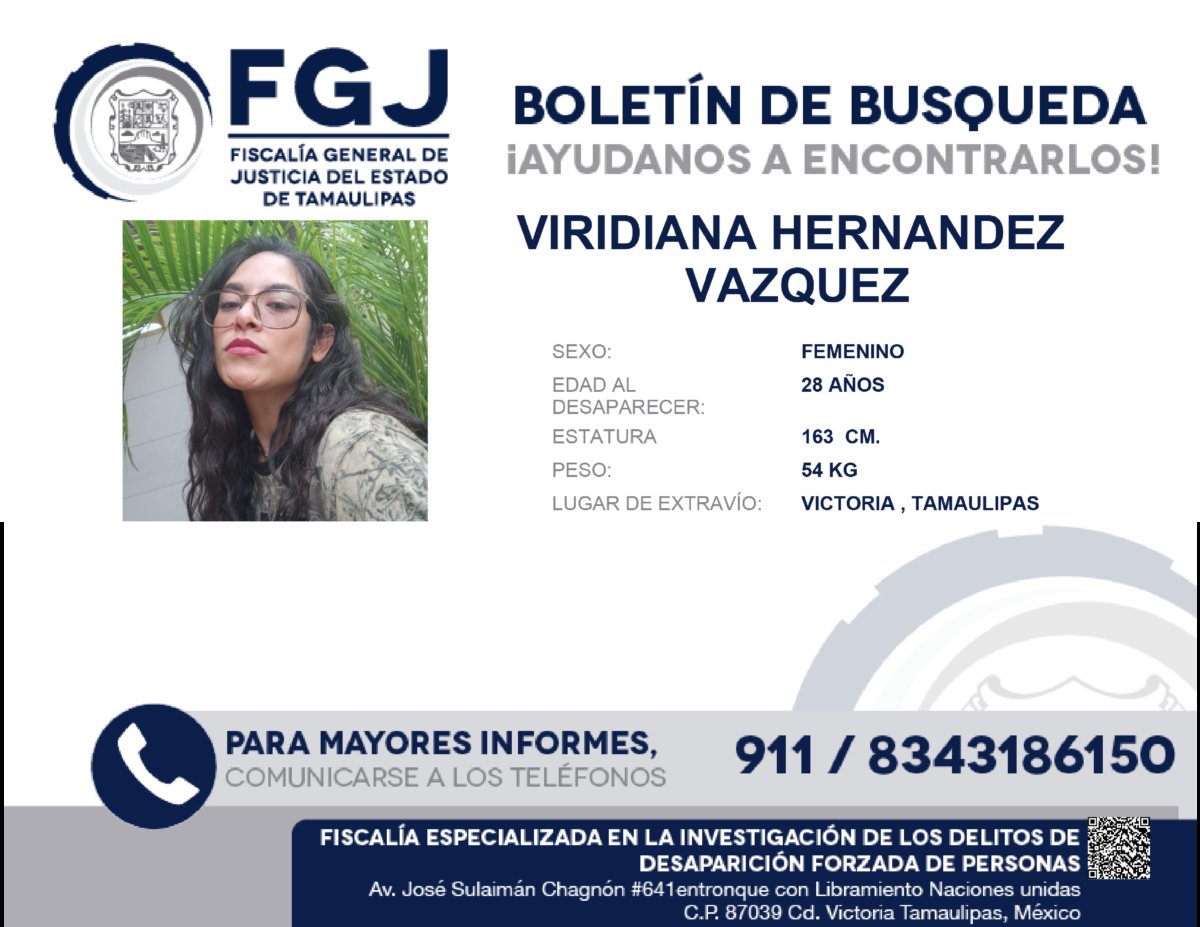 FGJ
FISCALÍA GENERAL DE
JUSTICIA DEL ESTADO
DE TAMAULIPAS
BOLETÍN DE BUSQUEDA
¡AYUDANOS A ENCONTRARLOS!
VIRIDIANA HERNANDEZ
VAZQUEZ
SEXO: FEMENINO
EDAD AL 28 AÑOS
DESAPARECER:
ESTATURA 163 CM.
PESO: 54 KG
LUGAR DE EXTRAVÍO: VICTORIA , TAMAULIPAS
PARA MAYORES INFORMES,
COMUNICARSE A LOS TELÉFONOS
911 / 8343186150
FISCALÍA ESPECIALIZADA EN LA INVESTIGACIÓN DE LOS DELITOS DE
DESAPARICIÓN FORZADA DE PERSONAS
Av. José Sulaimán Chagnón #641entronque con Libramiento Naciones unidas
C.P. 87039 Cd. Victoria Tamaulipas, México